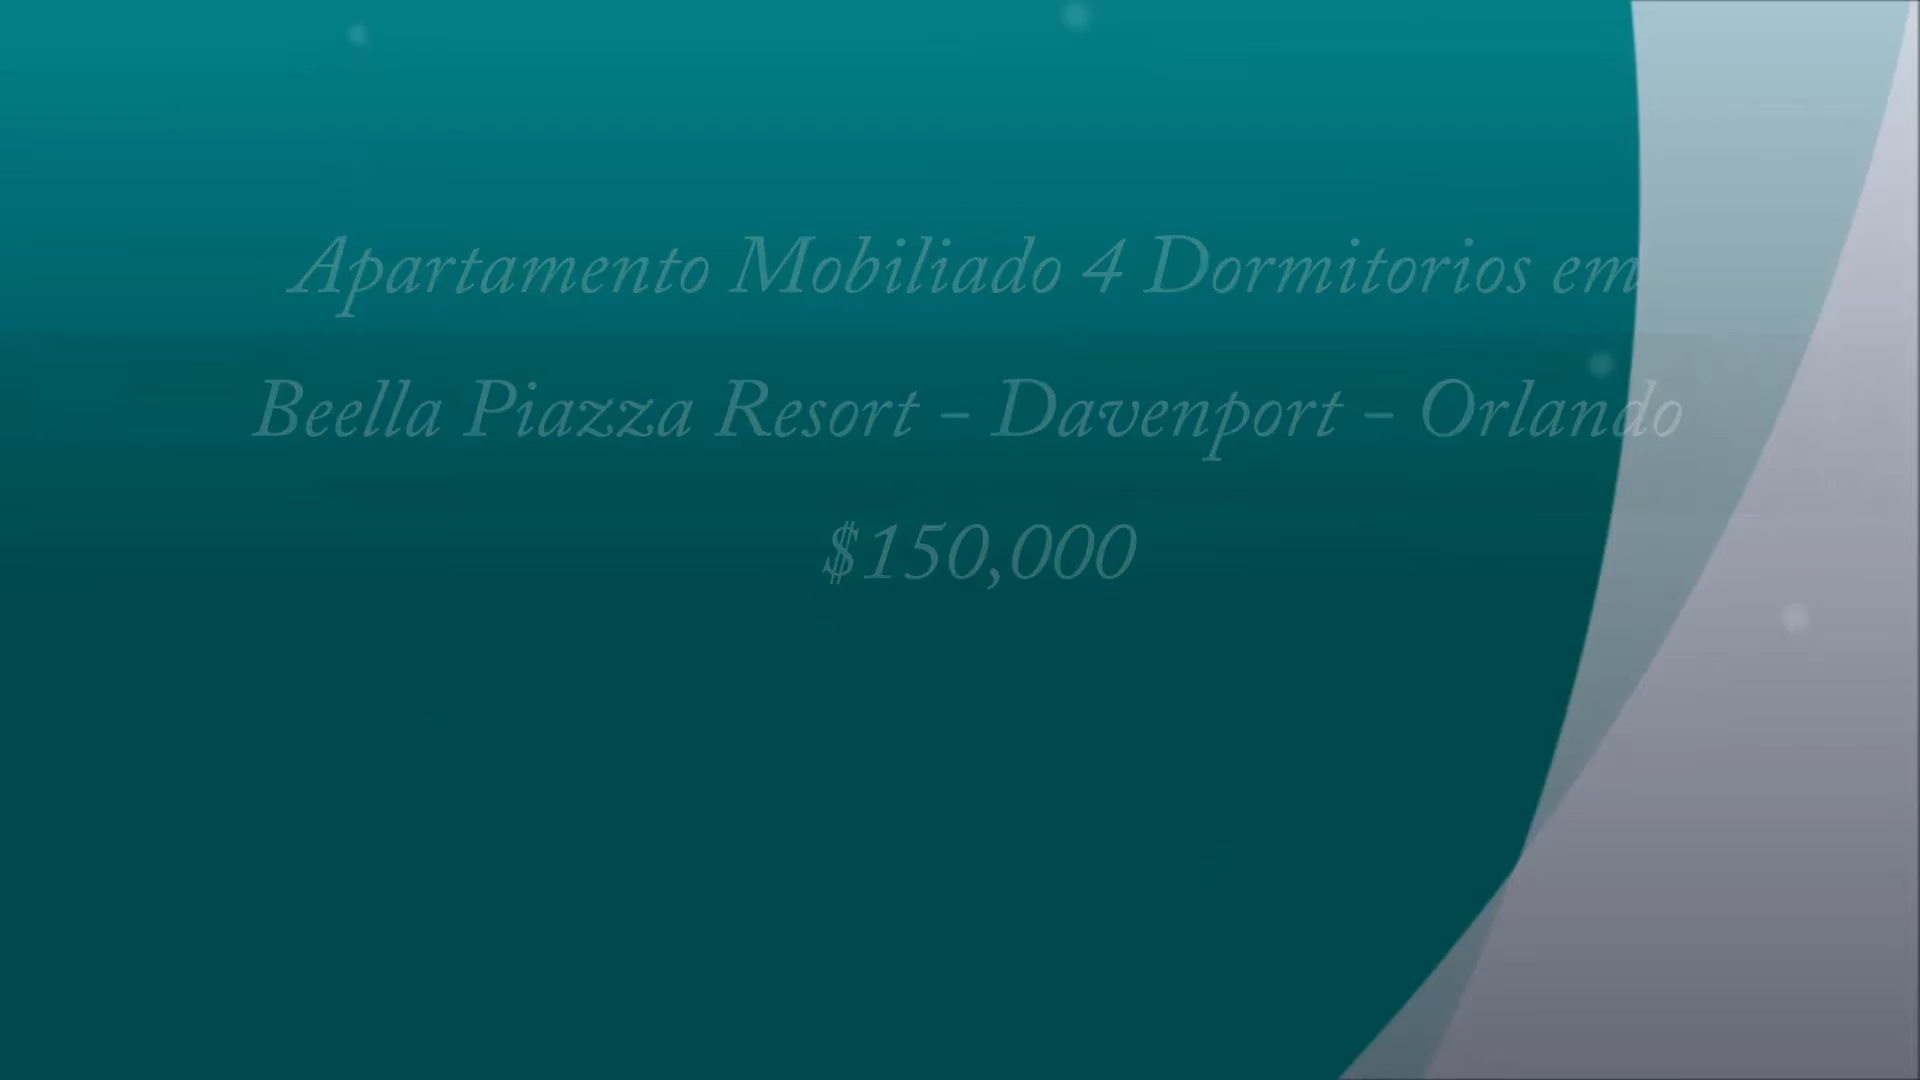 Apartamento Mobiliado 4 Dormitorios em
Beella Piazza Resort - Davenport - Orlando
$150,000